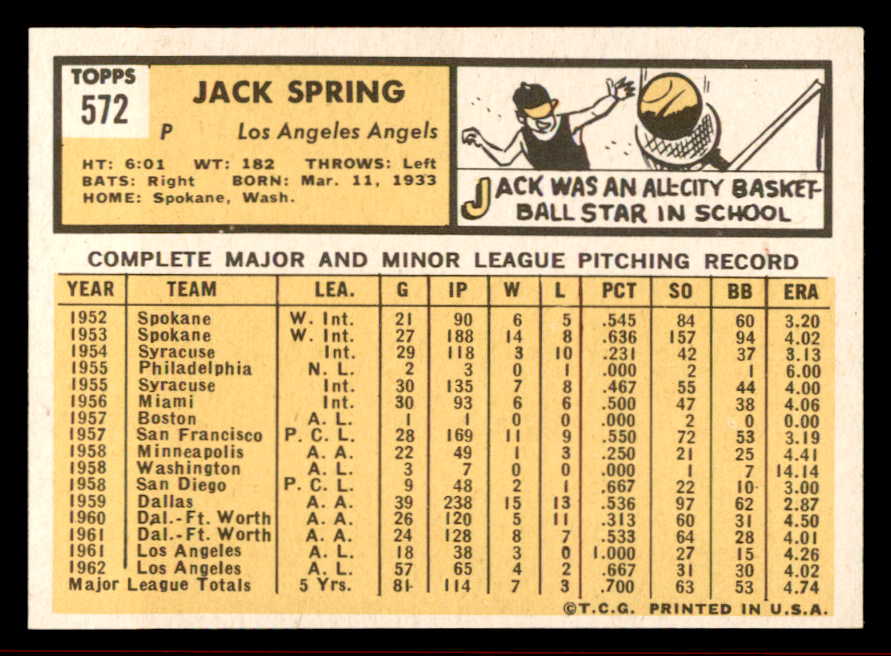 TOPPS
572
JACK SPRING
P Los Angeles Angels
HT: 6:01 WT: 182 THROWS: Left
BATS: Right BORN: Mar. 11, 1933
HOME: Spokane, Wash.
JACK WAS AN ALL-CITY BASKET-
BALL STAR IN SCHOOL
COMPLETE MAJOR AND MINOR LEAGUE PITCHING RECORD
YEAR TEAM LEA. G IP W L PCT SO BB ERA
1952 Spokane W. Int. 21 90 6 5 .545 84 60 3.20
1953 Spokane W. Int. 27 188 14 8 .636 157 94 4.02
1954 Syracuse Int. 29 118 3 10 .231 42 37 3.13
1955 Philadelphia N. L. 2 3 0 1 .000 2 1 6.00
1955 Syracuse Int. 30 135 7 8 .467 55 44 4.00
1956 Miami Int. 30 93 6 6 .500 47 38 4.06
1957 Boston A. L. 1 1 0 0 .000 2 0 0.00
1957 San Francisco P. C. L. 28 169 11 9 .550 72 53 3.19
1958 Minneapolis A. A. 22 49 1 3 .250 21 25 4.41
1958 Washington A. L. 3 7 0 0 .000 1 7 14.14
1958 San Diego P. C. L. 9 48 2 1 .667 22 10 3.00
1959 Dallas A. A. 39 238 15 13 .536 97 62 2.87
1960 Dal.-Ft. Worth A. A. 26 120 5 11 .313 60 31 4.50
1961 Dal.-Ft. Worth A. A. 24 128 8 7 .533 64 28 4.01
1961 Los Angeles A. L. 18 38 3 0 1.000 27 15 4.26
1962 Los Angeles A. L. 57 65 4 2 .667 31 30 4.02
Major League Totals 5 Yrs. 81 114 7 3 .700 63 53 4.74
©T.C.G. PRINTED IN U.S.A.